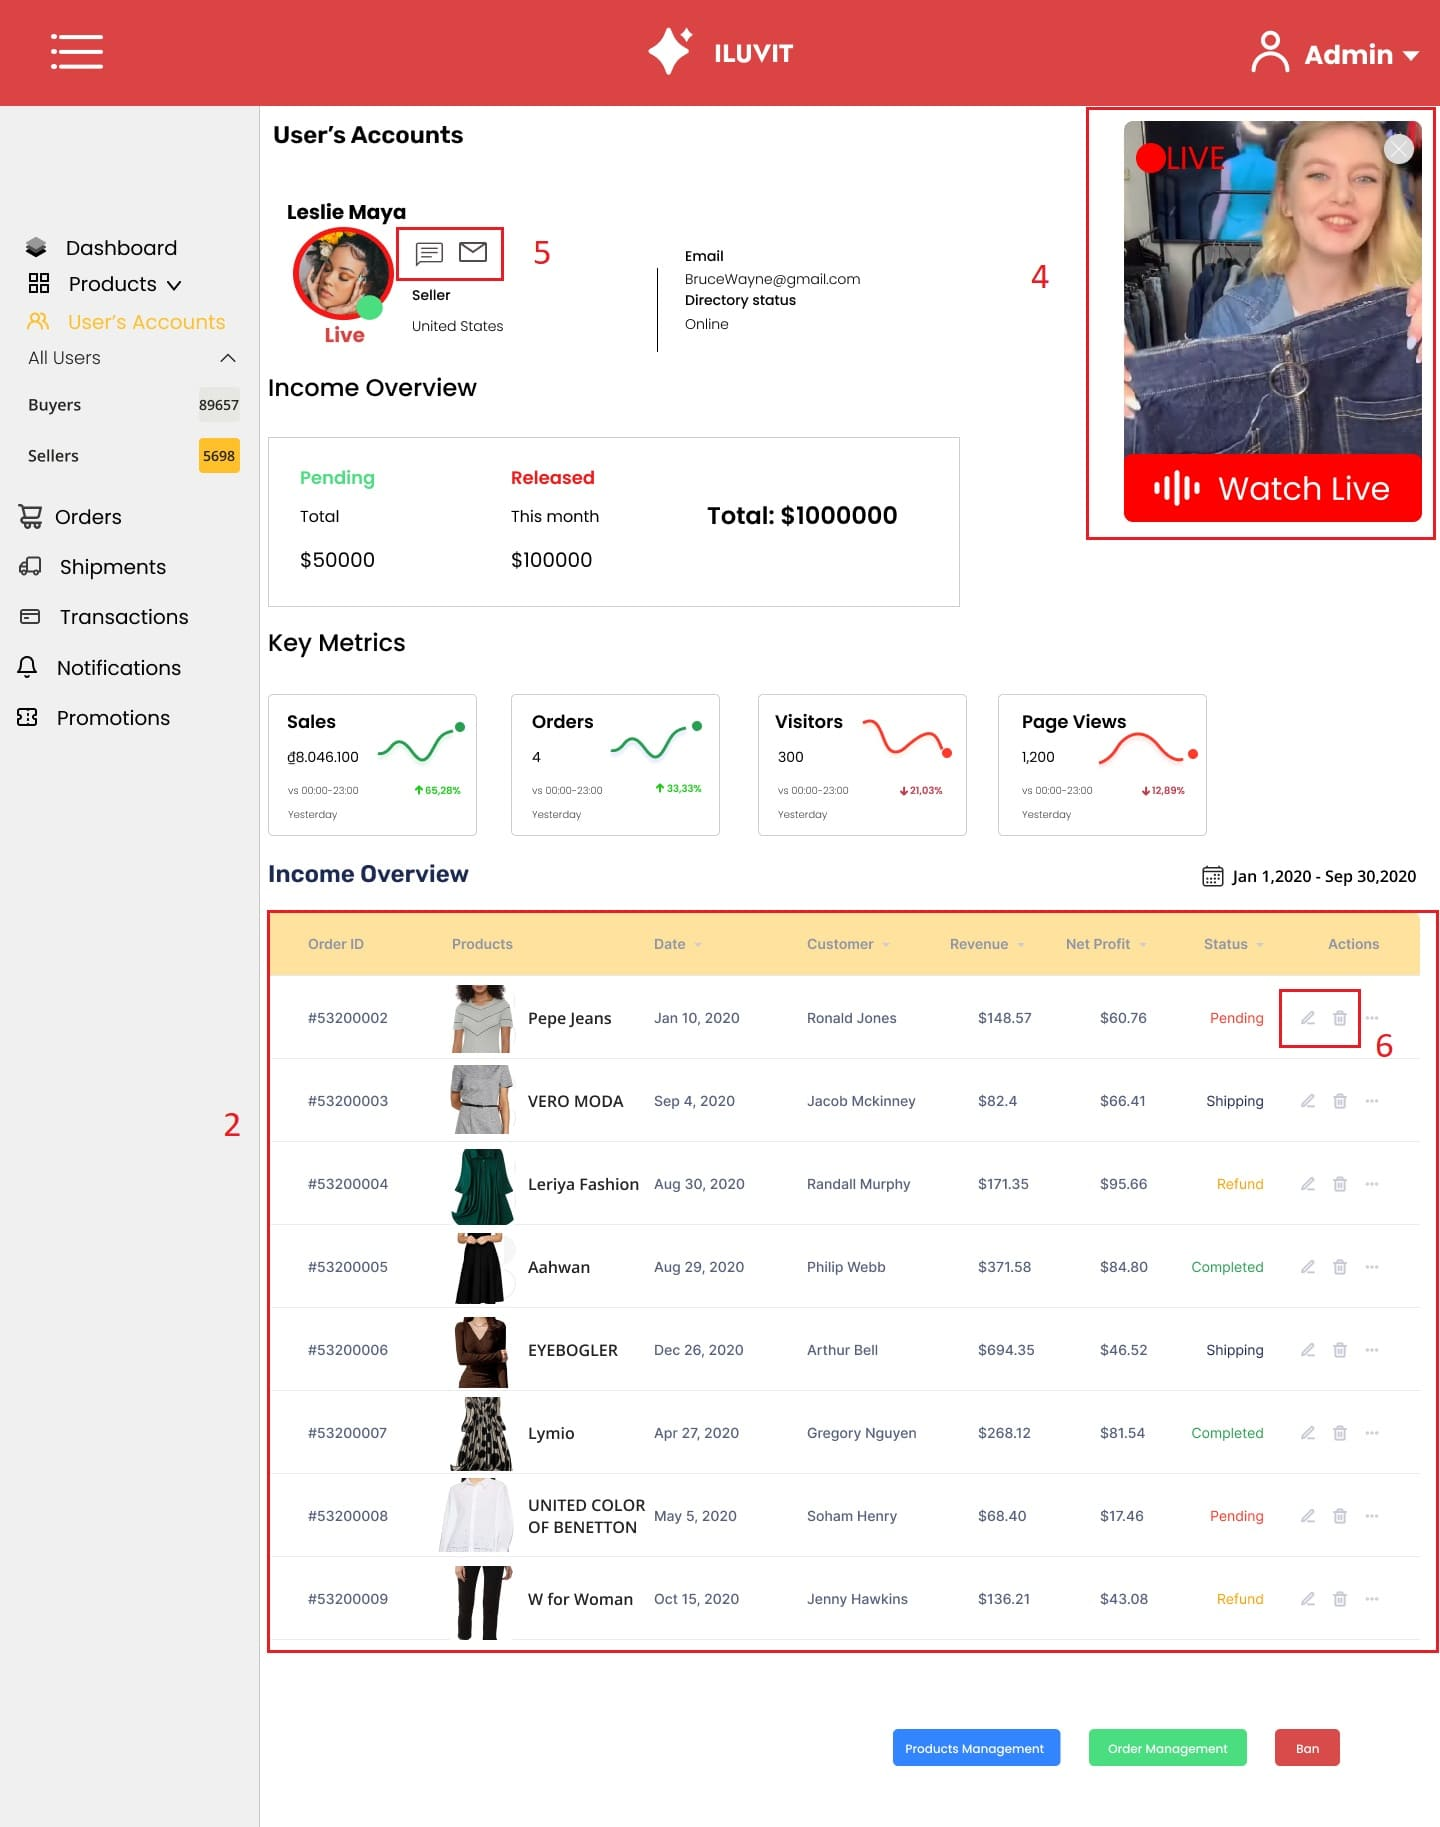 ILUVIT
Admin
User's Accounts
LIVE
Leslie Maya
5
Email
BruceWayne@gmail.com
4
Seller
Directory status
Live
United States
Online
Dashboard
Products
User's Accounts
All Users
Buyers 89657
Sellers 5698
Orders
Shipments
Transactions
Notifications
Promotions
Income Overview
Watch Live
Pending Released
Total This month Total: $1000000
$50000 $100000
Key Metrics
Sales
₫8.046.100
vs 00:00-23:00 65,28%
Yesterday
Orders
4
vs 00:00-23:00 33,33%
Yesterday
Visitors
300
vs 00:00-23:00 21,03%
Yesterday
Page Views
1,200
vs 00:00-23:00 12,89%
Yesterday
Income Overview Jan 1,2020 - Sep 30,2020
Order ID Products Date Customer Revenue Net Profit Status Actions
#53200002 Pepe Jeans Jan 10, 2020 Ronald Jones $148.57 $60.76 Pending
6
#53200003 VERO MODA Sep 4, 2020 Jacob Mckinney $82.4 $66.41 Shipping
2
#53200004 Leriya Fashion Aug 30, 2020 Randall Murphy $171.35 $95.66 Refund
#53200005 Aahwan Aug 29, 2020 Philip Webb $371.58 $84.80 Completed
#53200006 EYEBOGLER Dec 26, 2020 Arthur Bell $694.35 $46.52 Shipping
#53200007 Lymio Apr 27, 2020 Gregory Nguyen $268.12 $81.54 Completed
#53200008 UNITED COLOR
OF BENETTON May 5, 2020 Soham Henry $68.40 $17.46 Pending
#53200009 W for Woman Oct 15, 2020 Jenny Hawkins $136.21 $43.08 Refund
Products Management Order Management Ban